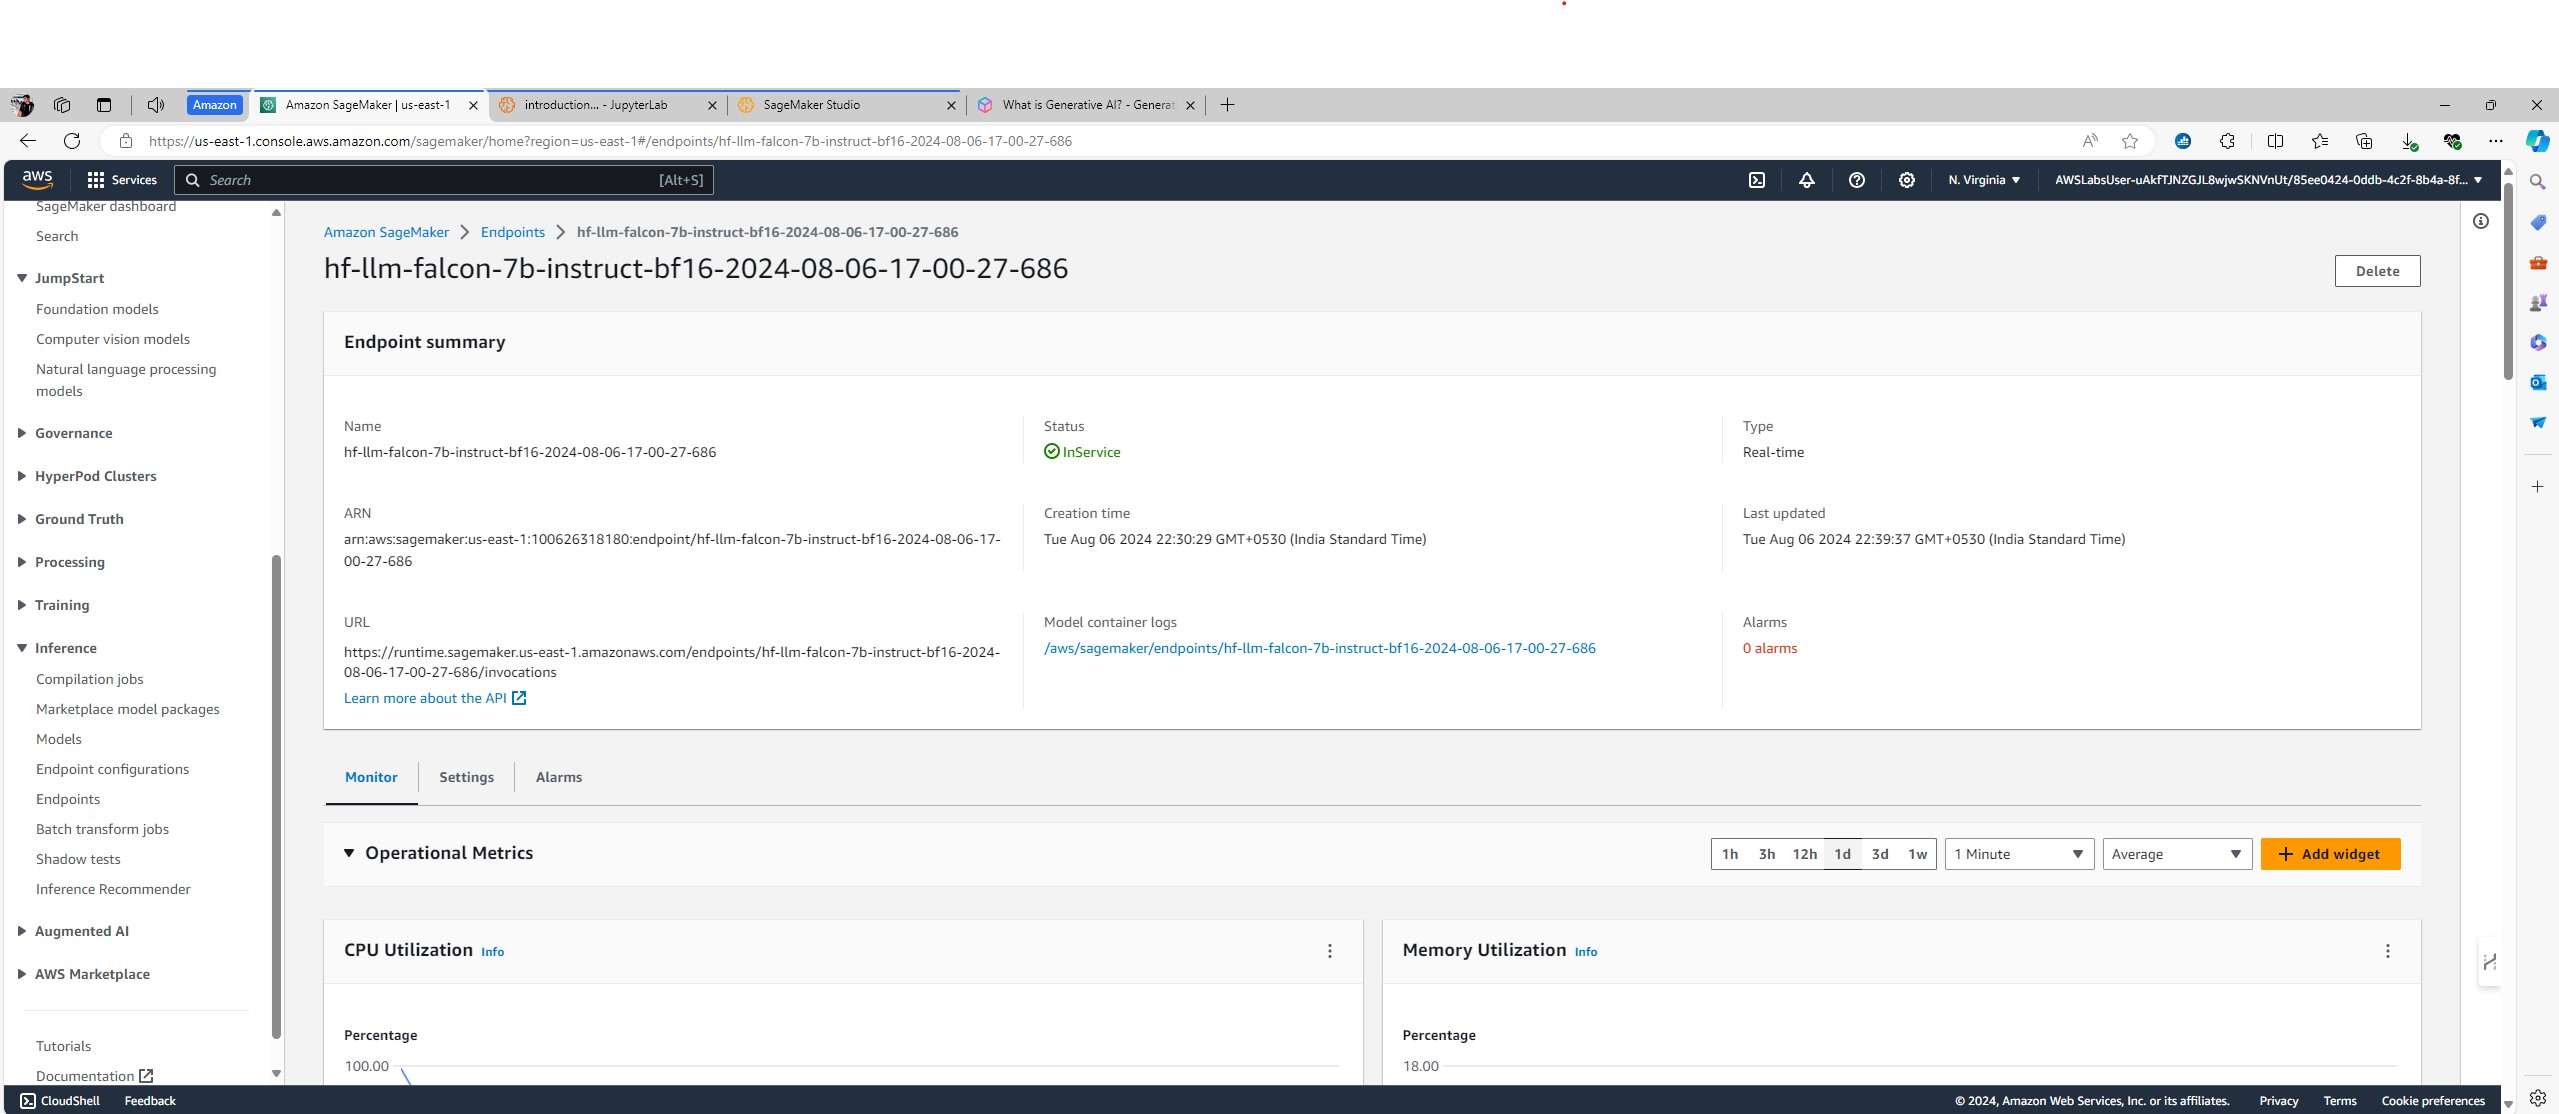 Amazon
Amazon SageMaker | us-east-1
introduction... - JupyterLab
SageMaker Studio
What is Generative AI? - Generat
https://us-east-1.console.aws.amazon.com/sagemaker/home?region=us-east-1#/endpoints/hf-llm-falcon-7b-instruct-bf16-2024-08-06-17-00-27-686
aws
Services
Search
[Alt+S]
N. Virginia
AWSLabsUser-uAkfTJNZGJL8wjwSKNVnUt/85ee0424-0ddb-4c2f-8b4a-8f...
SageMaker dashboard
Search
JumpStart
Foundation models
Computer vision models
Natural language processing
models
Governance
HyperPod Clusters
Ground Truth
Processing
Training
Inference
Compilation jobs
Marketplace model packages
Models
Endpoint configurations
Endpoints
Batch transform jobs
Shadow tests
Inference Recommender
Augmented AI
AWS Marketplace
Tutorials
Documentation
Amazon SageMaker > Endpoints > hf-llm-falcon-7b-instruct-bf16-2024-08-06-17-00-27-686
hf-llm-falcon-7b-instruct-bf16-2024-08-06-17-00-27-686
Delete
Endpoint summary
Name
hf-llm-falcon-7b-instruct-bf16-2024-08-06-17-00-27-686
Status
InService
Type
Real-time
ARN
arn:aws:sagemaker:us-east-1:100626318180:endpoint/hf-llm-falcon-7b-instruct-bf16-2024-08-06-17-
00-27-686
Creation time
Tue Aug 06 2024 22:30:29 GMT+0530 (India Standard Time)
Last updated
Tue Aug 06 2024 22:39:37 GMT+0530 (India Standard Time)
URL
https://runtime.sagemaker.us-east-1.amazonaws.com/endpoints/hf-llm-falcon-7b-instruct-bf16-2024-
08-06-17-00-27-686/invocations
Learn more about the API
Model container logs
/aws/sagemaker/endpoints/hf-llm-falcon-7b-instruct-bf16-2024-08-06-17-00-27-686
Alarms
0 alarms
Monitor
Settings
Alarms
Operational Metrics
1h 3h 12h 1d 3d 1w
1 Minute
Average
Add widget
CPU Utilization Info
Percentage
100.00
Memory Utilization Info
Percentage
18.00
CloudShell
Feedback
© 2024, Amazon Web Services, Inc. or its affiliates.
Privacy
Terms
Cookie preferences